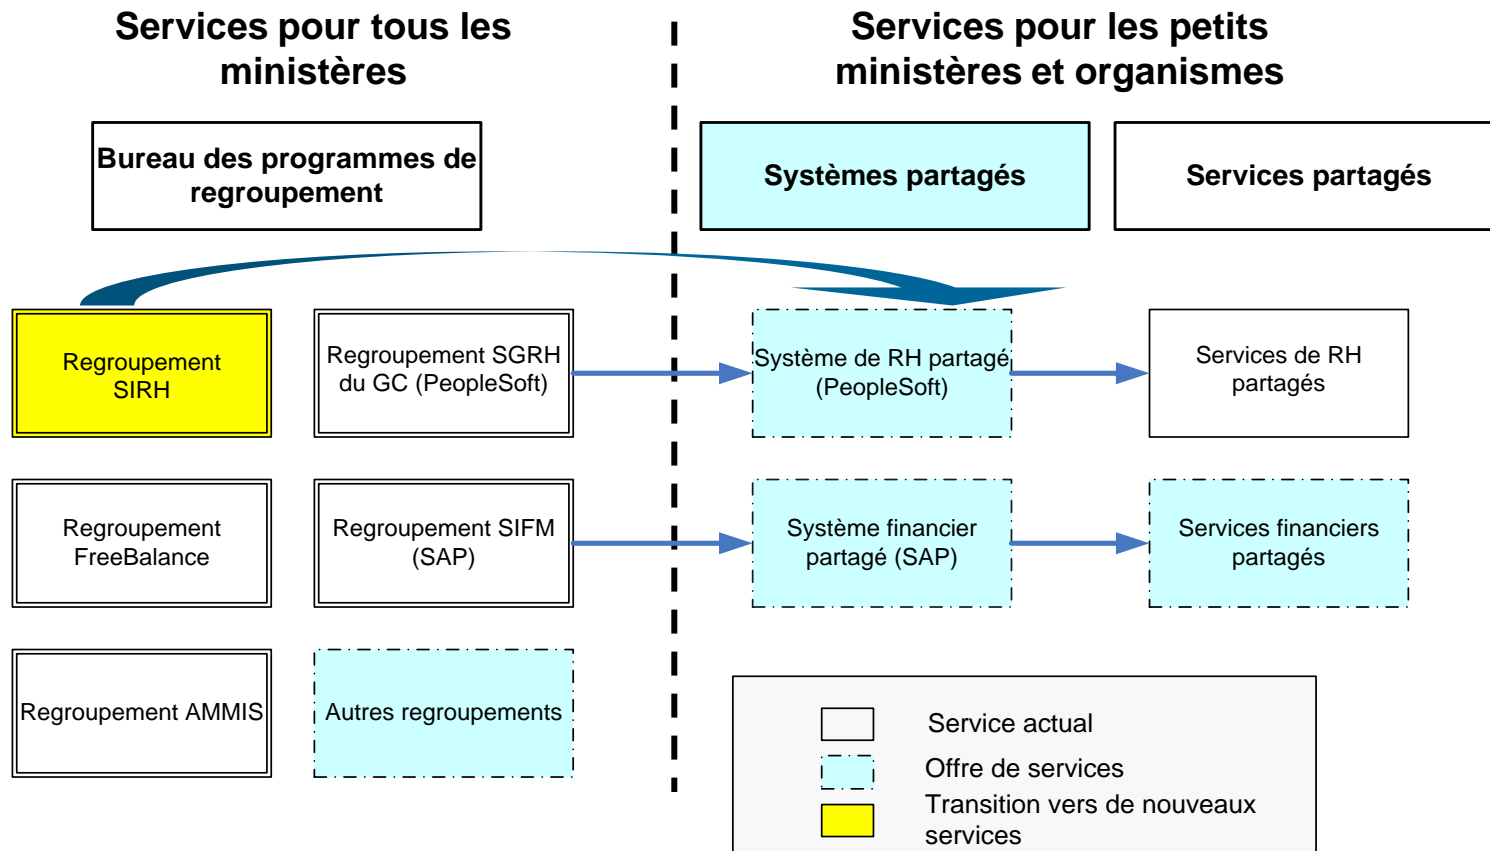 Services pour tous les
ministères
Services pour les petits
ministères et organismes
Bureau des programmes de
regroupement
Systèmes partagés
Services partagés
Regroupement
SIRH
Regroupement SGRH
du GC (PeopleSoft)
Système de RH partagé
(PeopleSoft)
Services de RH
partagés
Regroupement
FreeBalance
Regroupement SIFM
(SAP)
Système financier
partagé (SAP)
Services financiers
partagés
Regroupement AMMIS
Autres regroupements
Service actual
Offre de services
Transition vers de nouveaux
services